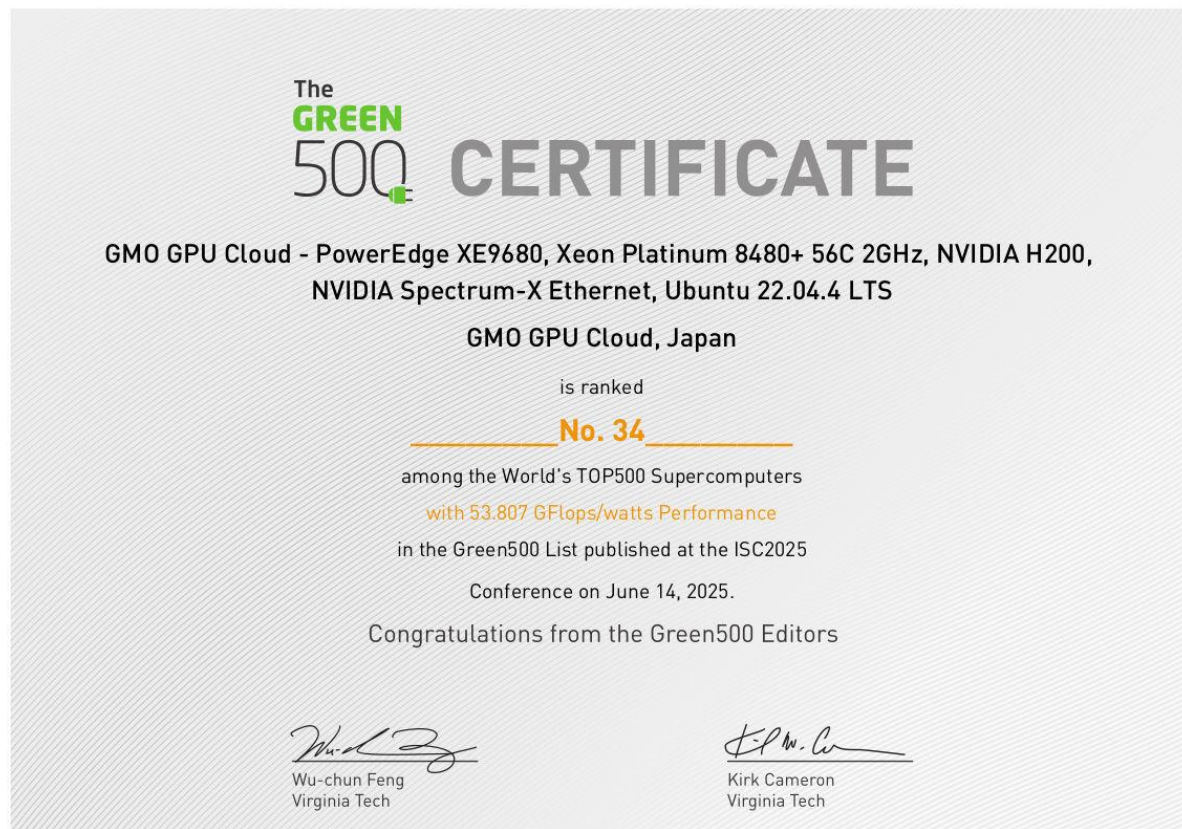 The
GREEN
500 CERTIFICATE
GMO GPU Cloud - PowerEdge XE9680, Xeon Platinum 8480+ 56C 2GHz, NVIDIA H200,
NVIDIA Spectrum-X Ethernet, Ubuntu 22.04.4 LTS
GMO GPU Cloud, Japan
is ranked
No. 34
among the World's TOP500 Supercomputers
with 53.807 GFlops/watts Performance
in the Green500 List published at the ISC2025
Conference on June 14, 2025.
Congratulations from the Green500 Editors
Wu-chun Feng
Virginia Tech
Kirk Cameron
Virginia Tech